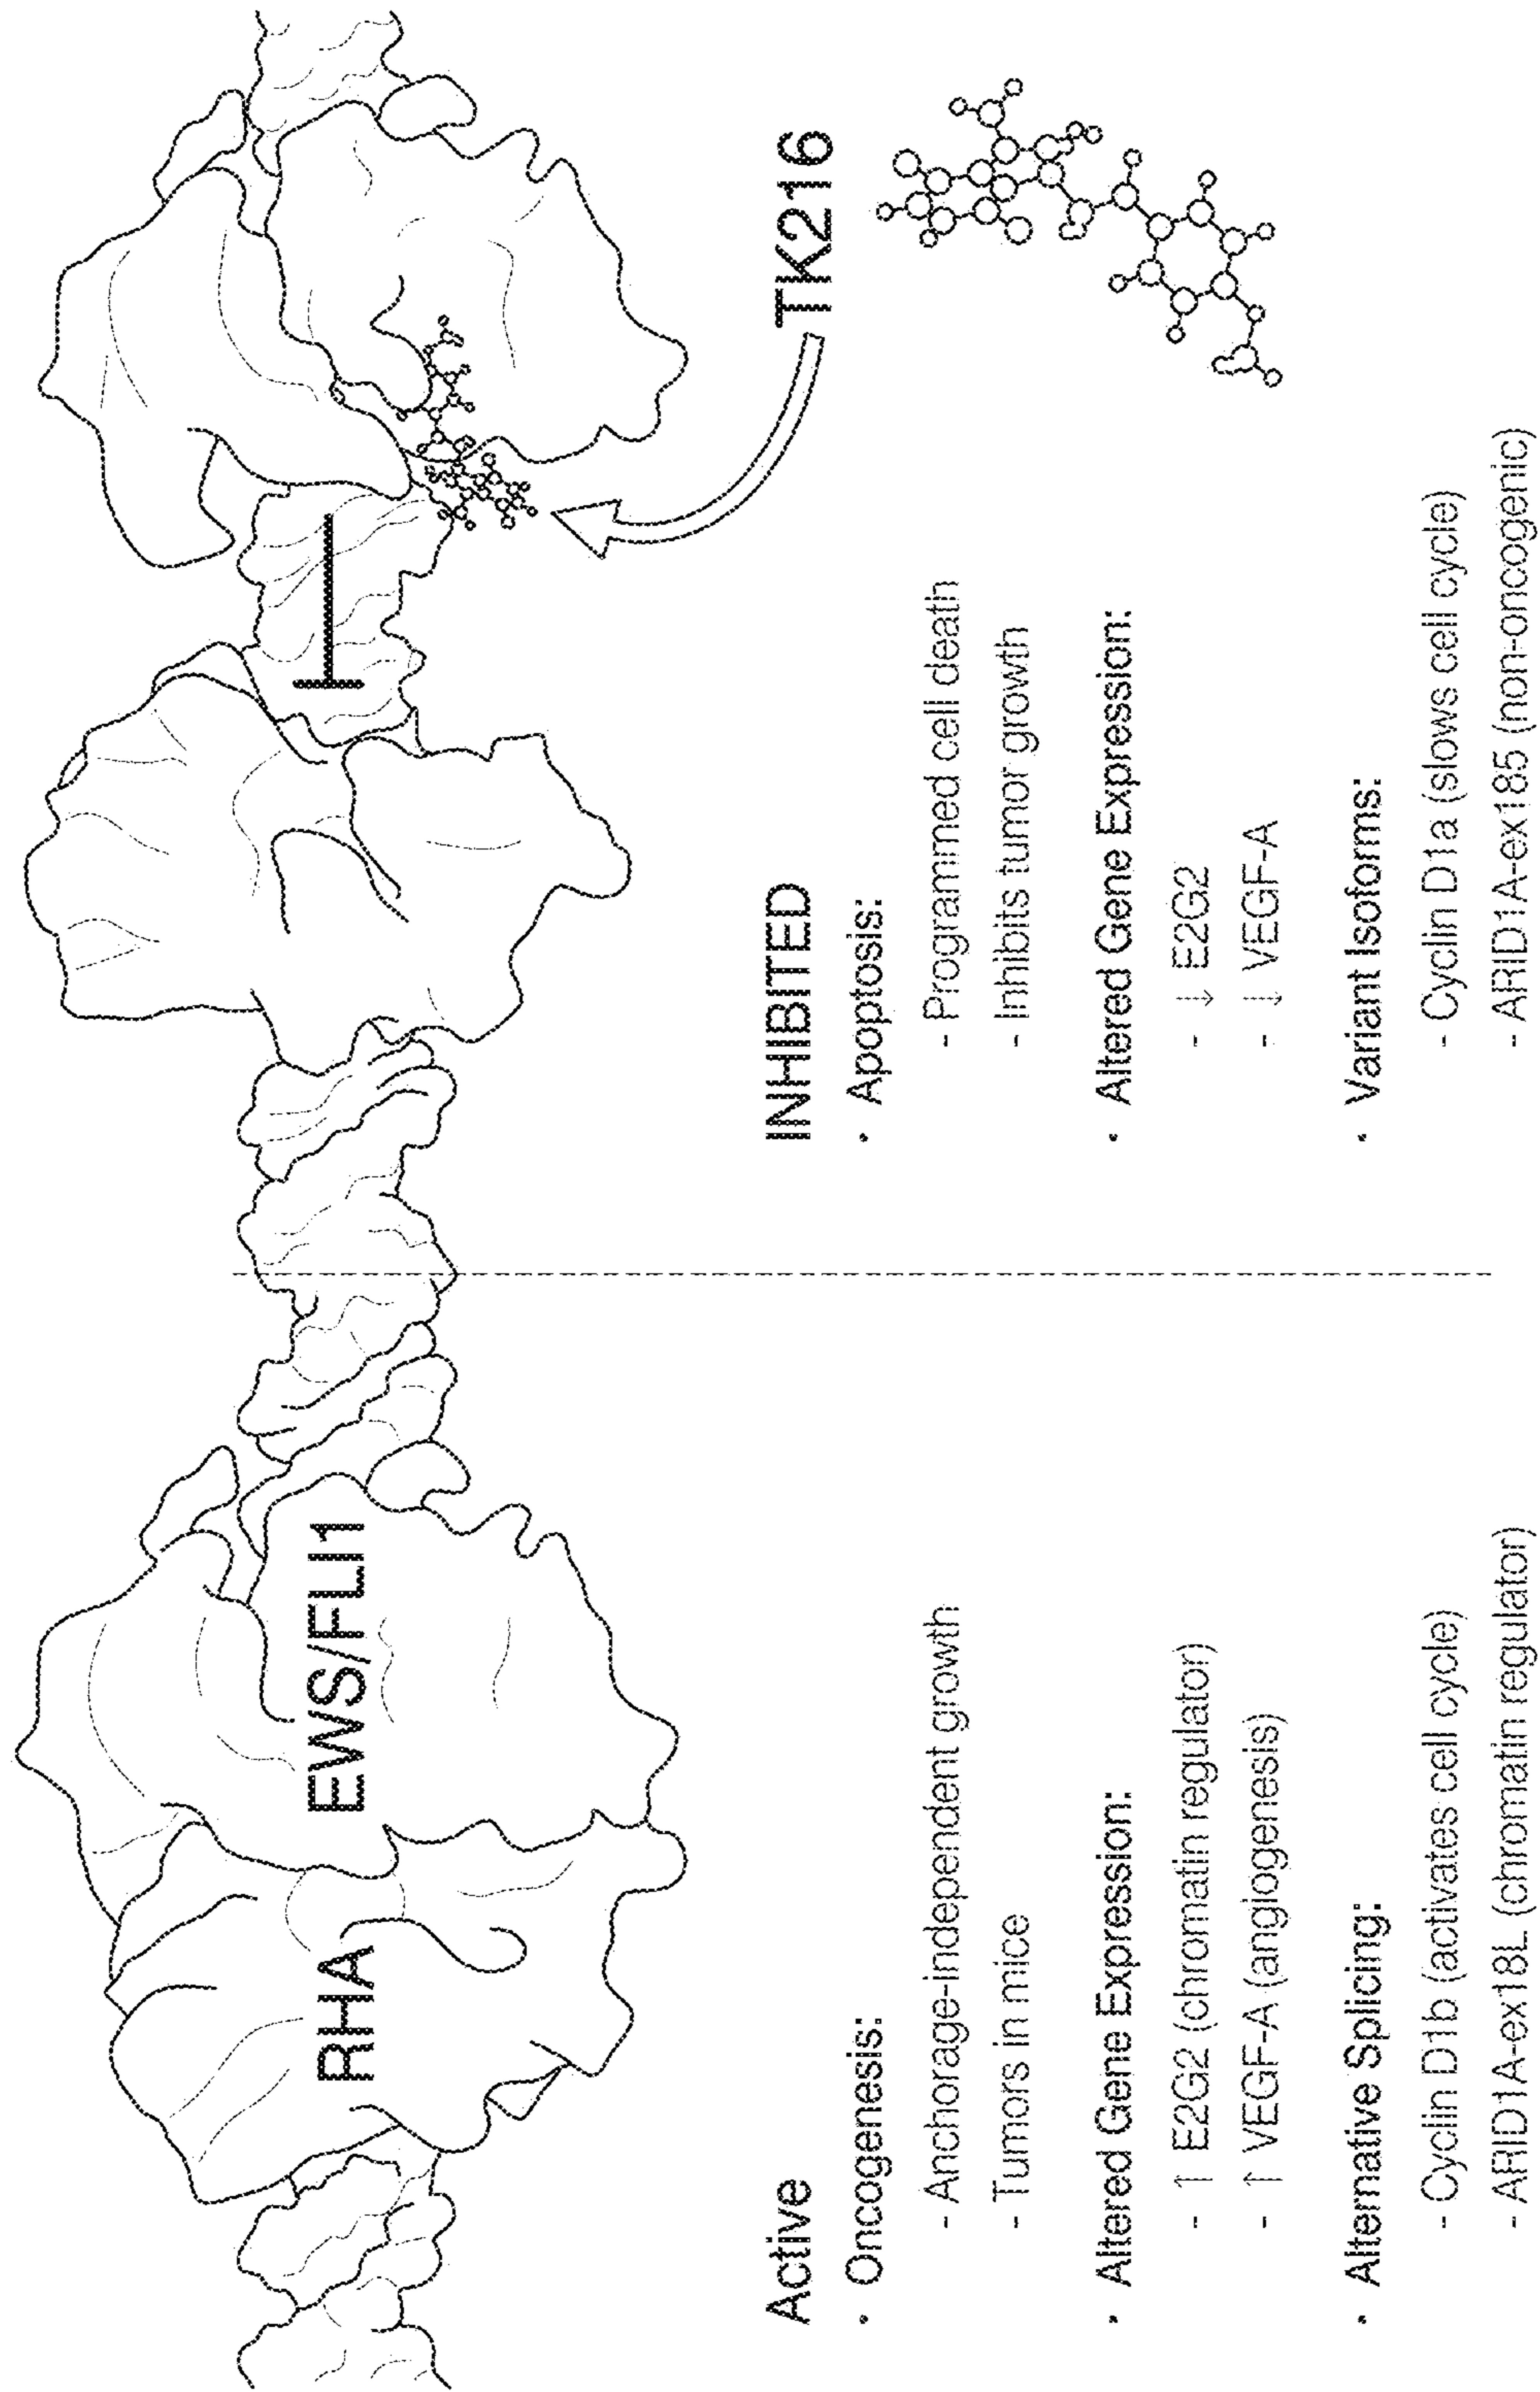 RHA
EWS/FLI1
TK216
Active
• Oncogenesis:
- Anchorage-independent growth
- Tumors in mice
• Altered Gene Expression:
- ↑ E2G2 (chromatin regulator)
- ↑ VEGF-A (angiogenesis)
• Alternative Splicing:
- Cyclin D1b (activates cell cycle)
- ARID1A-ex18L (chromatin regulator)
INHIBITED
• Apoptosis:
- Programmed cell death
- Inhibits tumor growth
• Altered Gene Expression:
- ↓ E2G2
- ↓ VEGF-A
• Variant Isoforms:
- Cyclin D1a (slows cell cycle)
- ARID1A-ex185 (non-oncogenic)